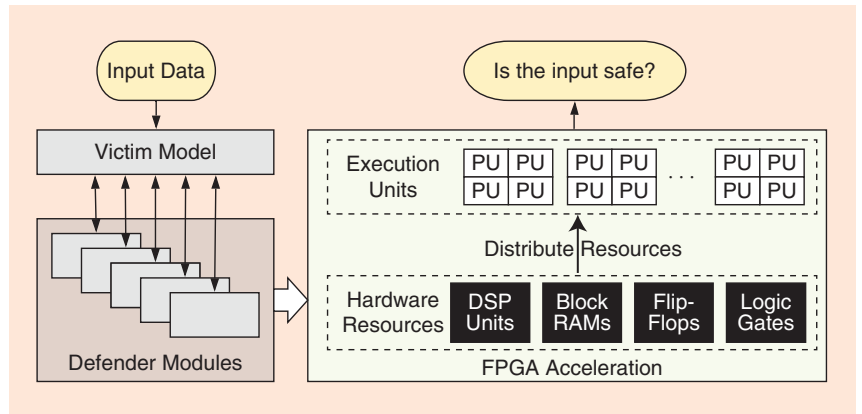 Input Data
Victim Model
Defender Modules
Is the input safe?
Execution
Units
PU PU PU PU . . . PU PU
PU PU PU PU PU PU
Distribute Resources
Hardware
Resources
DSP
Units
Block
RAMs
Flip-
Flops
Logic
Gates
FPGA Acceleration